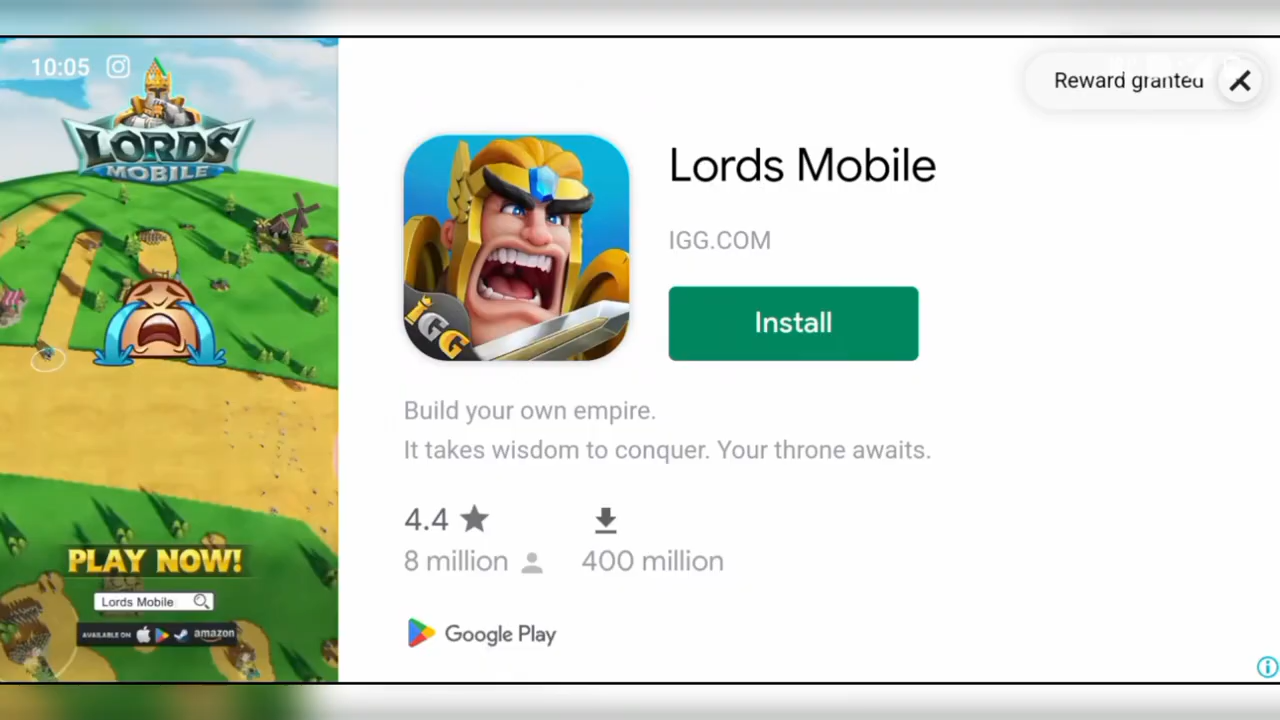 10:05
LORDS
MOBILE
PLAY NOW!
Lords Mobile
AVAILABLE ON
amazon
Reward granted
IGG
Lords Mobile
IGG.COM
Install
Build your own empire.
It takes wisdom to conquer. Your throne awaits.
4.4
8 million
400 million
Google Play